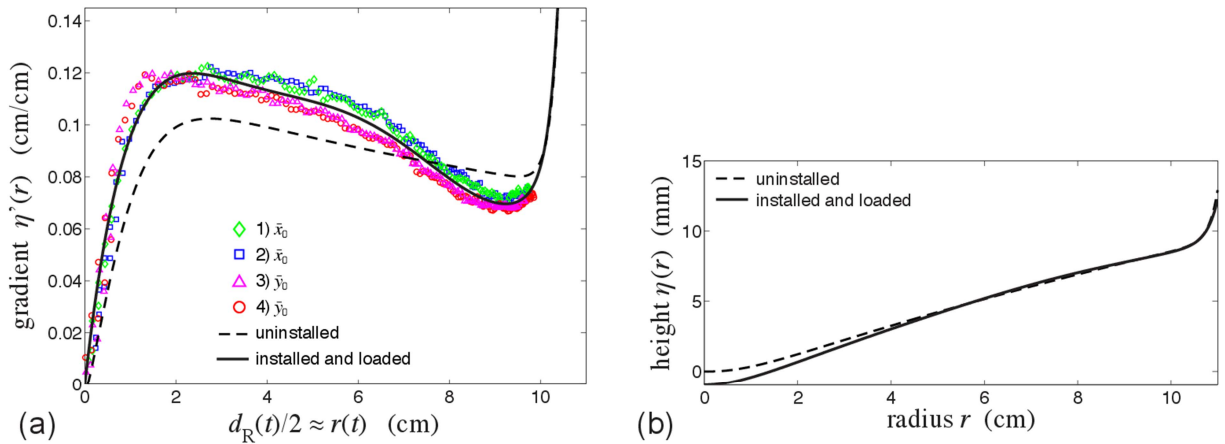 0.14
0.12
0.1
0.08
0.06
0.04
0.02
0
gradient η’(r) (cm/cm)
1) x̄₀
2) x̄₀
3) ȳ₀
4) ȳ₀
uninstalled
installed and loaded
0 2 4 6 8 10
(a) d_R(t)/2 ≈ r(t) (cm)
15
10
5
0
height η(r) (mm)
uninstalled
installed and loaded
0 2 4 6 8 10
(b) radius r (cm)